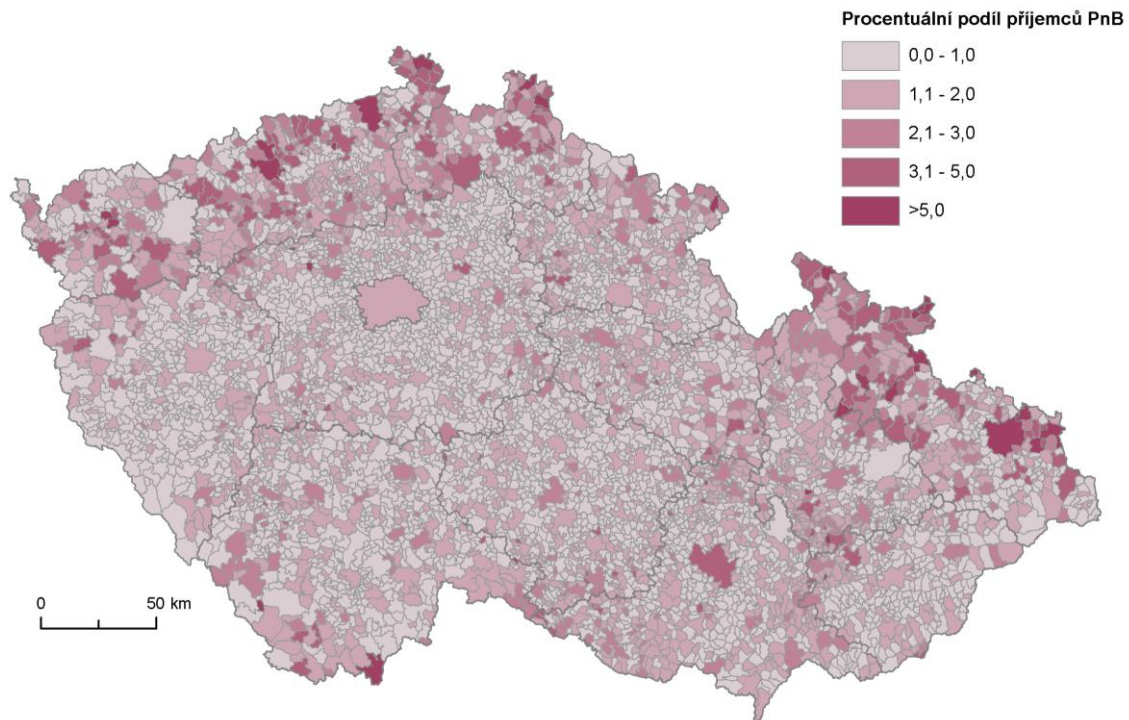 Procentuální podíl příjemců PnB
0,0 - 1,0
1,1 - 2,0
2,1 - 3,0
3,1 - 5,0
>5,0
0 50 km